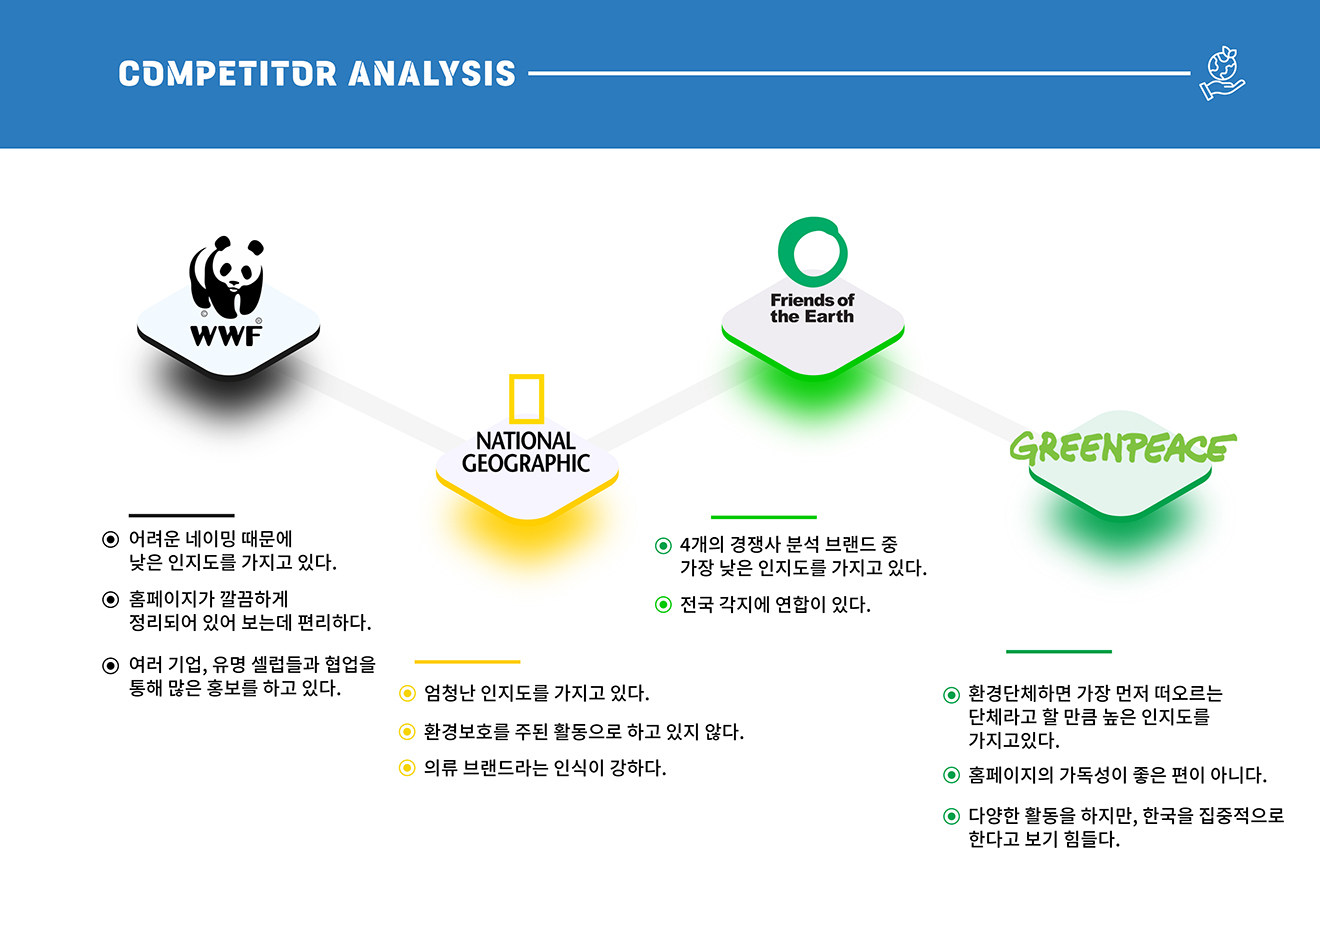 COMPETITOR ANALYSIS
WWF
NATIONAL
GEOGRAPHIC
Friends of
the Earth
GREENPEACE
어려운 네이밍 때문에
낮은 인지도를 가지고 있다.
홈페이지가 깔끔하게
정리되어 있어 보는데 편리하다.
여러 기업, 유명 셀럽들과 협업을
통해 많은 홍보를 하고 있다.
엄청난 인지도를 가지고 있다.
환경보호를 주된 활동으로 하고 있지 않다.
의류 브랜드라는 인식이 강하다.
4개의 경쟁사 분석 브랜드 중
가장 낮은 인지도를 가지고 있다.
전국 각지에 연합이 있다.
환경단체하면 가장 먼저 떠오르는
단체라고 할 만큼 높은 인지도를
가지고있다.
홈페이지의 가독성이 좋은 편이 아니다.
다양한 활동을 하지만, 한국을 집중적으로
한다고 보기 힘들다.